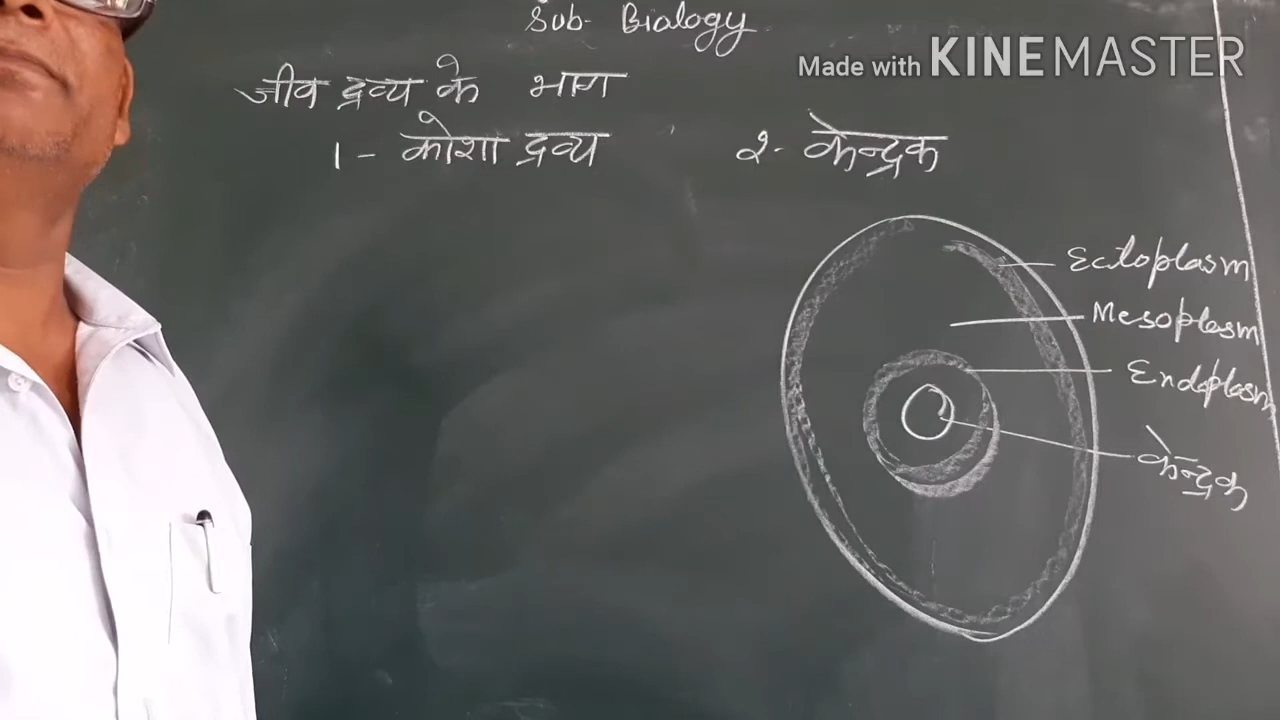 Sub- Biology
Made with KINEMASTER
जीव द्रव्य के भाग
1- कोशा द्रव्य 2- केन्द्रक
Ectoplasm
Mesoplasm
Endoplasm
केन्द्रक